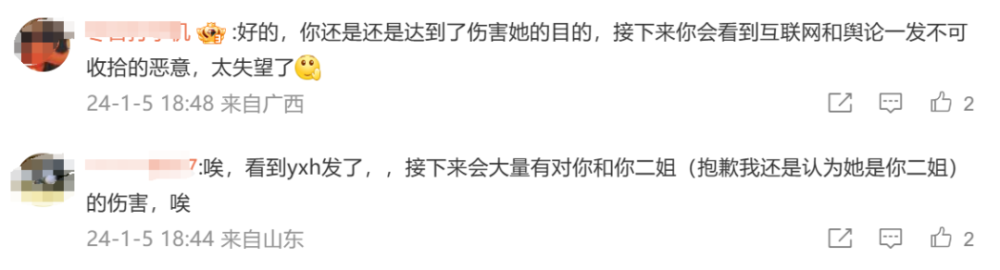 :好的，你还是还是达到了伤害她的目的，接下来你会看到互联网和舆论一发不可
收拾的恶意，太失望了
24-1-5 18:48 来自广西
2
7:唉，看到yxh发了，，接下来会大量有对你和你二姐（抱歉我还是认为她是你二姐）
的伤害，唉
24-1-5 18:44 来自山东
2